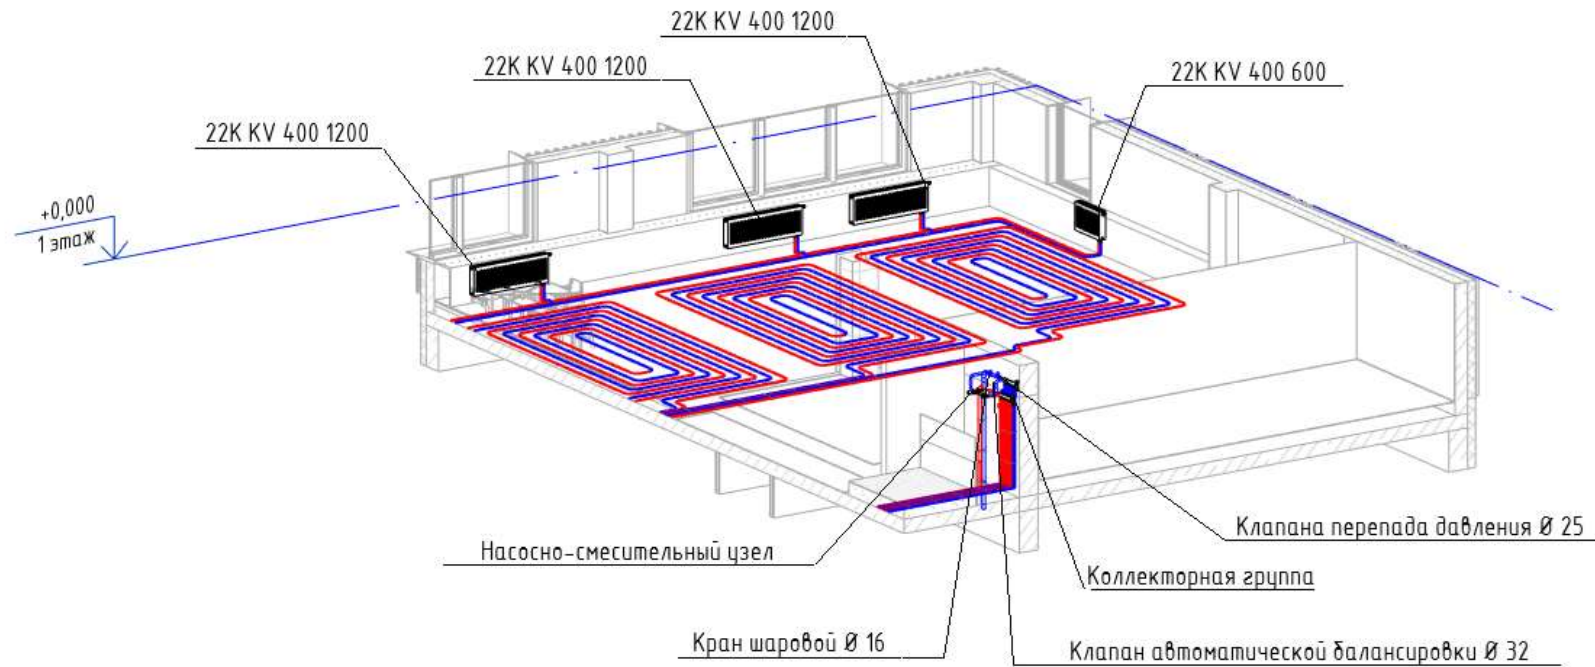 22K KV 400 1200
22K KV 400 1200
22K KV 400 600
22K KV 400 1200
+0,000
1 этаж
Клапана перепада давления Ø 25
Насосно-смесительный узел
Коллекторная группа
Кран шаровой Ø 16
Клапан автоматической балансировки Ø 32